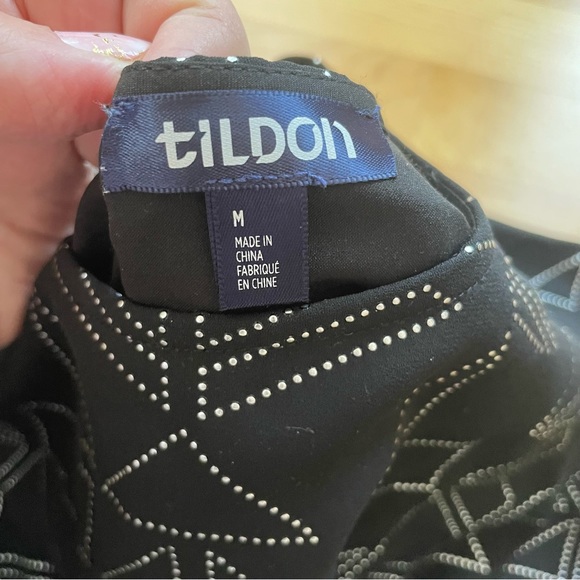 tiLDON
M
MADE IN
CHINA
FABRIQUÉ
EN CHINE